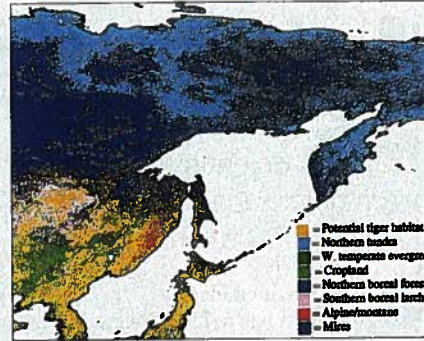 = Potential tiger habitat
= Northern tundra
= W. temperate evergre
= Cropland
= Northern boreal fores
= Southern boreal larch
= Alpine/montane
= Mires